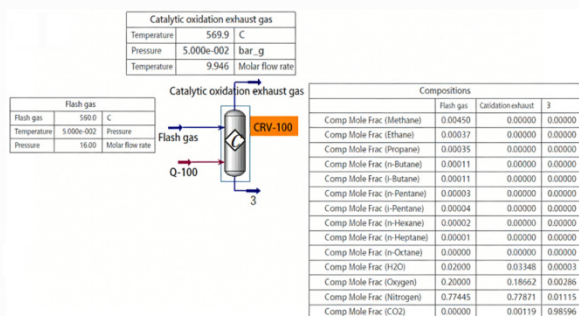 Catalytic oxidation exhaust gas
Temperature 569.9 C
Pressure 5.000e-002 bar_g
Temperature 9.946 Molar flow rate
Catalytic oxidation exhaust gas
Flash gas
Flash gas 560.0 C
Temperature 5.000e-002 Pressure
Pressure 16.00 Molar flow rate
Flash gas
CRV-100
Q-100
3
Compositions
Flash gas Catidation exhaust 3
Comp Mole Frac (Methane) 0.00450 0.00000 0.00000
Comp Mole Frac (Ethane) 0.00037 0.00000 0.00000
Comp Mole Frac (Propane) 0.00035 0.00000 0.00000
Comp Mole Frac (n-Butane) 0.00011 0.00000 0.00000
Comp Mole Frac (i-Butane) 0.00011 0.00000 0.00000
Comp Mole Frac (n-Pentane) 0.00003 0.00000 0.00000
Comp Mole Frac (i-Pentane) 0.00004 0.00000 0.00000
Comp Mole Frac (n-Hexane) 0.00002 0.00000 0.00000
Comp Mole Frac (n-Heptane) 0.00001 0.00000 0.00000
Comp Mole Frac (n-Octane) 0.00000 0.00000 0.00000
Comp Mole Frac (H2O) 0.02000 0.03348 0.00003
Comp Mole Frac (Oxygen) 0.20000 0.18662 0.00286
Comp Mole Frac (Nitrogen) 0.77445 0.77871 0.01115
Comp Mole Frac (CO2) 0.00000 0.00119 0.98596